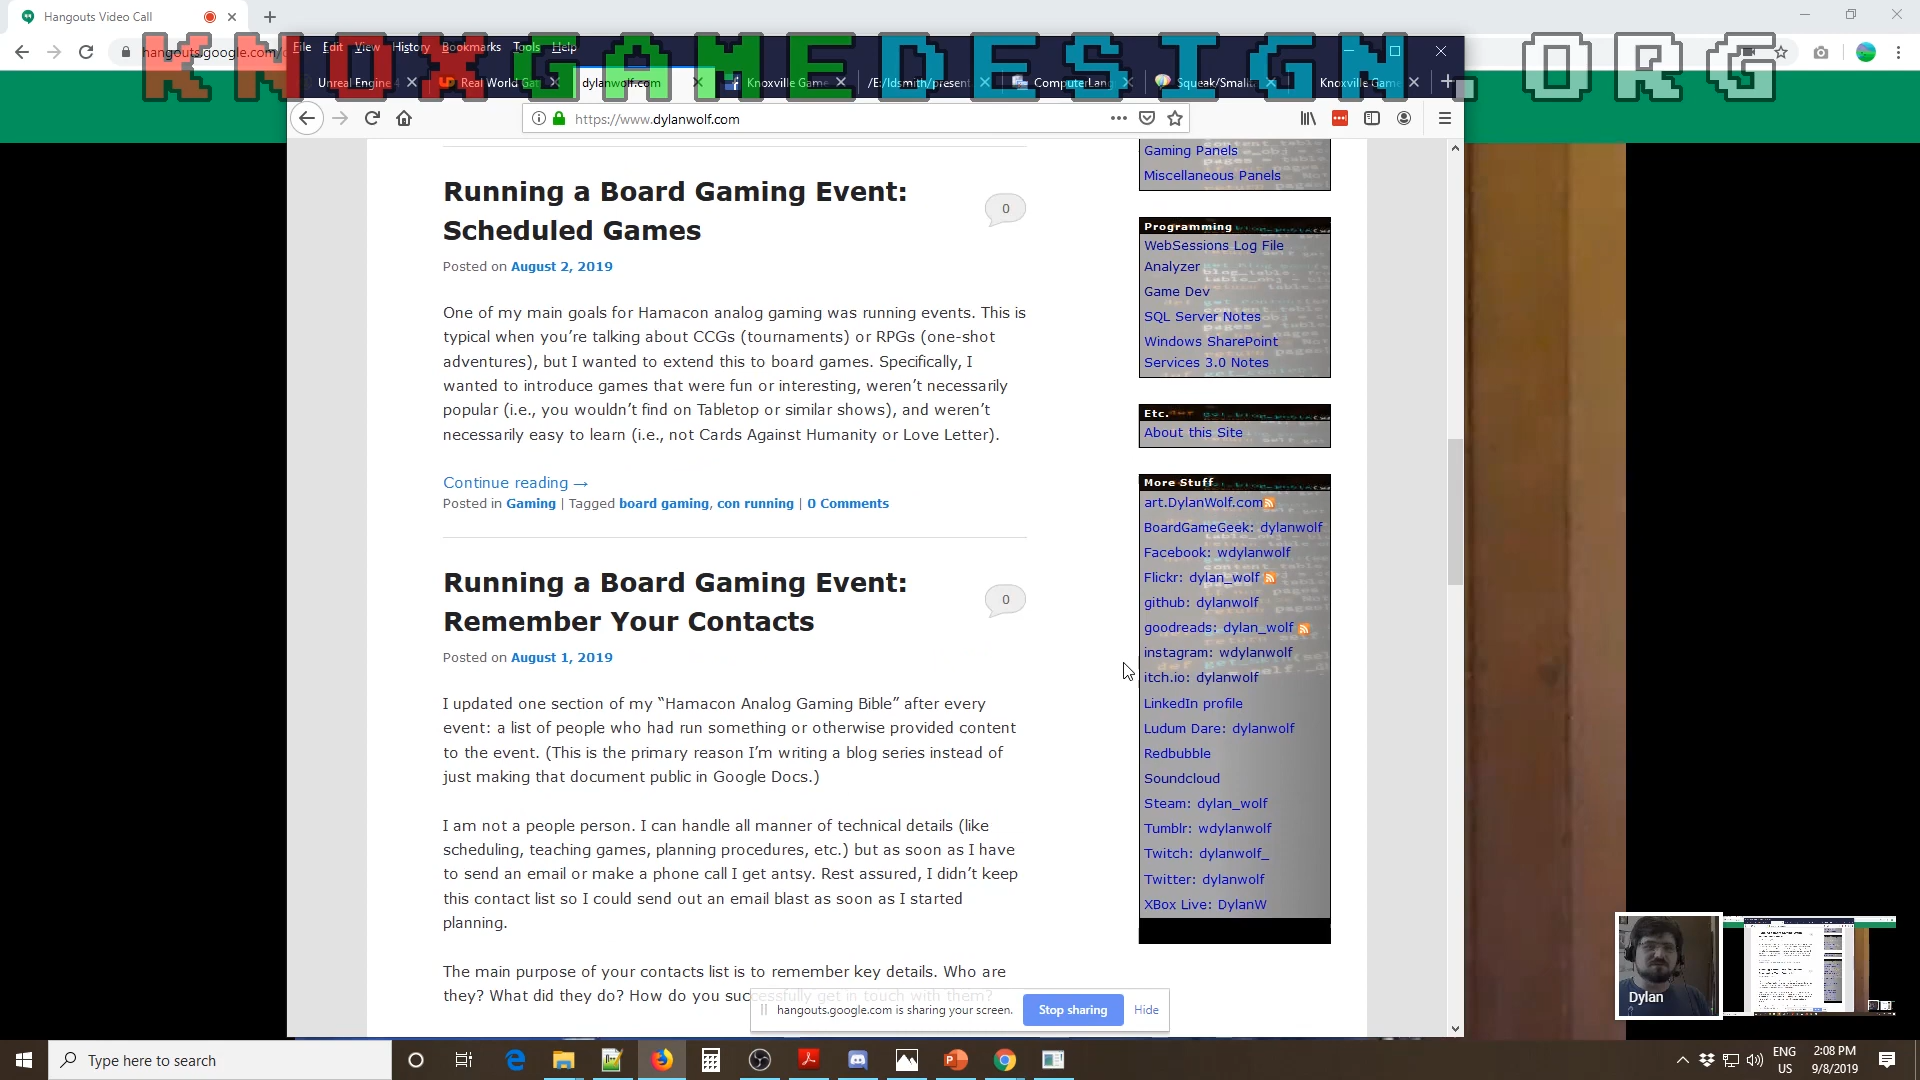 Hangouts Video Call
hangouts.google.com/
KNOXGAMEDESIGN.ORG
File Edit View History Bookmarks Tools Help
Unreal Engine 4
Real World Gat
dylanwolf.com
Knoxville Game
/E:/ldsmith/present
ComputerLang
Squeak/Smallt
Knoxville Game
https://www.dylanwolf.com
Gaming Panels
Miscellaneous Panels
Running a Board Gaming Event:
Scheduled Games
0
Posted on August 2, 2019
One of my main goals for Hamacon analog gaming was running events. This is
typical when you’re talking about CCGs (tournaments) or RPGs (one-shot
adventures), but I wanted to extend this to board games. Specifically, I
wanted to introduce games that were fun or interesting, weren’t necessarily
popular (i.e., you wouldn’t find on Tabletop or similar shows), and weren’t
necessarily easy to learn (i.e., not Cards Against Humanity or Love Letter).
Continue reading →
Posted in Gaming | Tagged board gaming, con running | 0 Comments
Running a Board Gaming Event:
Remember Your Contacts
0
Posted on August 1, 2019
I updated one section of my “Hamacon Analog Gaming Bible” after every
event: a list of people who had run something or otherwise provided content
to the event. (This is the primary reason I’m writing a blog series instead of
just making that document public in Google Docs.)
I am not a people person. I can handle all manner of technical details (like
scheduling, teaching games, planning procedures, etc.) but as soon as I have
to send an email or make a phone call I get antsy. Rest assured, I didn’t keep
this contact list so I could send out an email blast as soon as I started
planning.
The main purpose of your contacts list is to remember key details. Who are
they? What did they do? How do you successfully get in touch with them?
Programming
WebSessions Log File
Analyzer
Game Dev
SQL Server Notes
Windows SharePoint
Services 3.0 Notes
Etc.
About this Site
More Stuff
art.DylanWolf.com
BoardGameGeek: dylanwolf
Facebook: wdylanwolf
Flickr: dylan_wolf
github: dylanwolf
goodreads: dylan_wolf
instagram: wdylanwolf
itch.io: dylanwolf
LinkedIn profile
Ludum Dare: dylanwolf
Redbubble
Soundcloud
Steam: dylan_wolf
Tumblr: wdylanwolf
Twitch: dylanwolf_
Twitter: dylanwolf
XBox Live: DylanW
hangouts.google.com is sharing your screen.
Stop sharing
Hide
Dylan
Type here to search
ENG
US
2:08 PM
9/8/2019